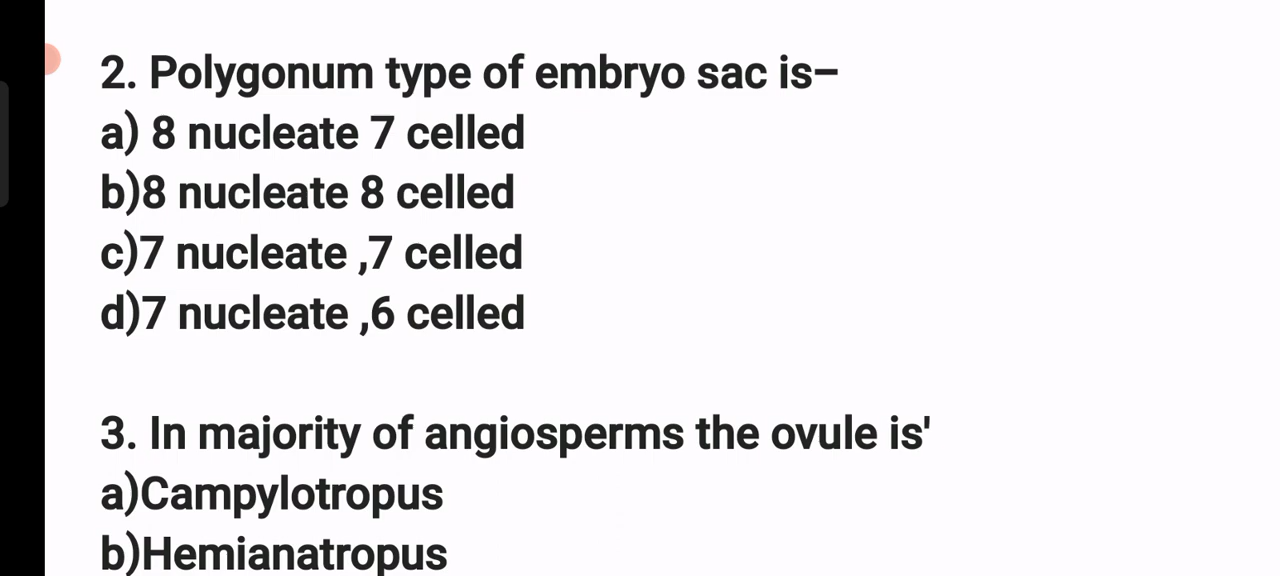 2. Polygonum type of embryo sac is–
a) 8 nucleate 7 celled
b)8 nucleate 8 celled
c)7 nucleate ,7 celled
d)7 nucleate ,6 celled
3. In majority of angiosperms the ovule is'
a)Campylotropus
b)Hemianatropus